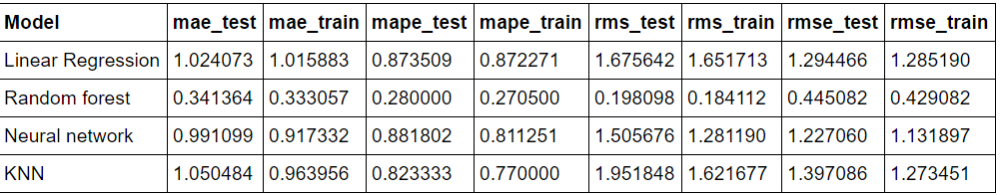 Model mae_test mae_train mape_test mape_train rms_test rms_train rmse_test rmse_train
Linear Regression 1.024073 1.015883 0.873509 0.872271 1.675642 1.651713 1.294466 1.285190
Random forest 0.341364 0.333057 0.280000 0.270500 0.198098 0.184112 0.445082 0.429082
Neural network 0.991099 0.917332 0.881802 0.811251 1.505676 1.281190 1.227060 1.131897
KNN 1.050484 0.963956 0.823333 0.770000 1.951848 1.621677 1.397086 1.273451